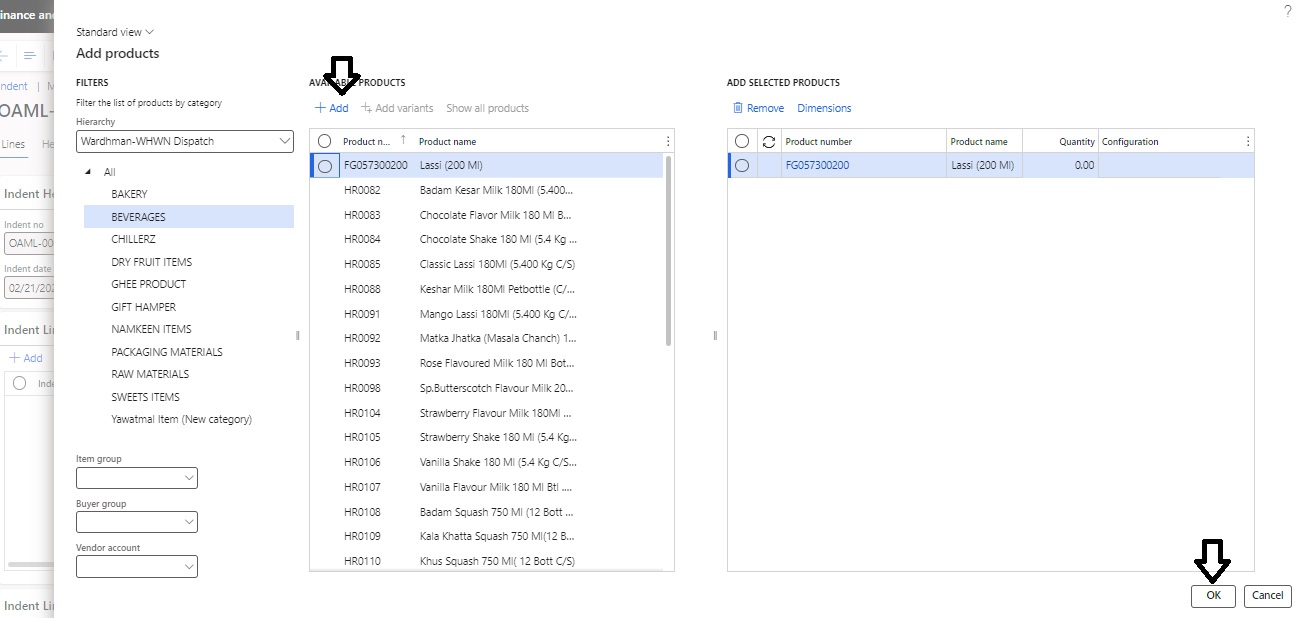 inance and
?
Standard view
Add products
FILTERS
Filter the list of products by category
Hierarchy
Wardhman-WHWN Dispatch
All
BAKERY
BEVERAGES
CHILLERZ
DRY FRUIT ITEMS
GHEE PRODUCT
GIFT HAMPER
NAMKEEN ITEMS
PACKAGING MATERIALS
RAW MATERIALS
SWEETS ITEMS
Yawatmal Item (New category)
Item group
Buyer group
Vendor account
AVAILABLE PRODUCTS
Add Add variants Show all products
Product n... ↑ Product name
FG057300200 Lassi (200 Ml)
HR0082 Badam Kesar Milk 180Ml (5.400...
HR0083 Chocolate Flavor Milk 180 Ml B...
HR0084 Chocolate Shake 180 Ml (5.4 Kg ...
HR0085 Classic Lassi 180Ml (5.400 Kg C/S)
HR0088 Keshar Milk 180Ml Petbottle (C/...
HR0091 Mango Lassi 180Ml (5.400 Kg C/...
HR0092 Matka Jhatka (Masala Chanch) 1...
HR0093 Rose Flavoured Milk 180 Ml Bot...
HR0098 Sp.Butterscotch Flavour Milk 20...
HR0104 Strawberry Flavour Milk 180Ml ...
HR0105 Strawberry Shake 180 Ml (5.4 Kg...
HR0106 Vanilla Shake 180 Ml (5.4 Kg C/S...
HR0107 Vanilla Flavour Milk 180 Ml Btl ....
HR0108 Badam Squash 750 Ml (12 Bott ...
HR0109 Kala Khatta Squash 750 Ml(12 B...
HR0110 Khus Squash 750 Ml( 12 Bott C/S)
ADD SELECTED PRODUCTS
Remove Dimensions
Product number Product name Quantity Configuration
FG057300200 Lassi (200 Ml) 0.00
OK Cancel
ndent | M
OAML-
Lines He
Indent He
Indent no
OAML-00
Indent date
02/21/202
Indent Li
Add
Inde
Indent Li